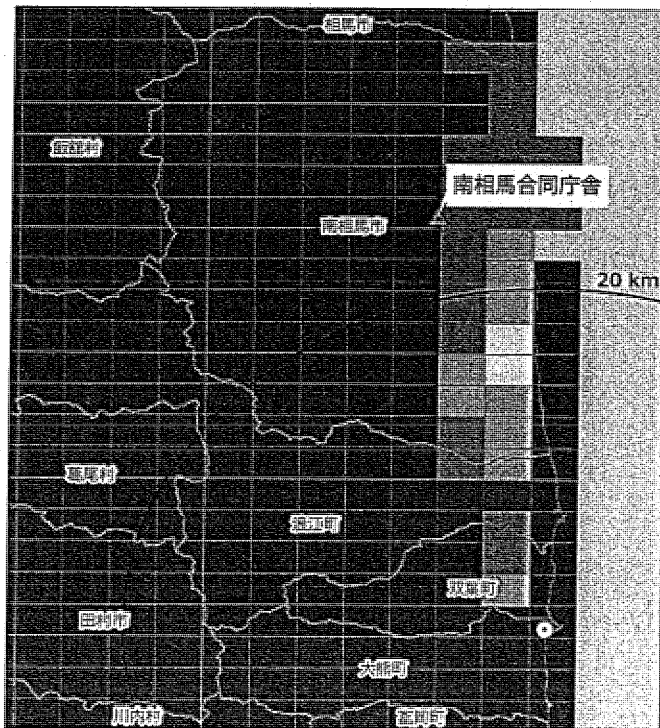 相馬市
飯舘村
南相馬合同庁舎
南相馬市
20 km
葛尾村
浪江町
双葉町
田村市
大熊町
川内村
富岡町